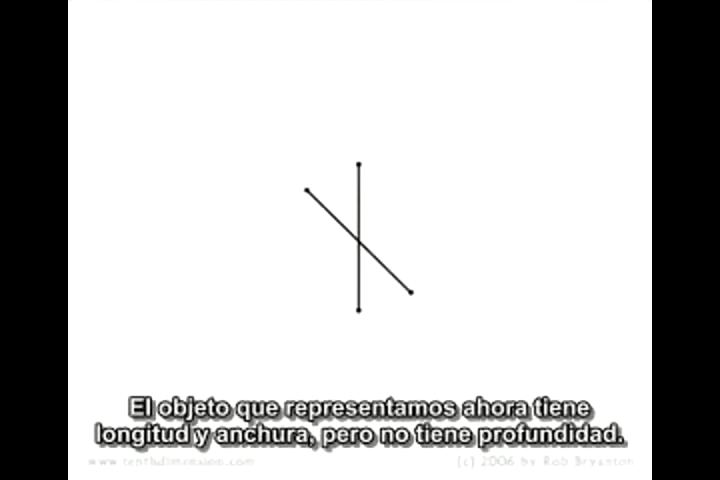 El objeto que representamos ahora tiene
longitud y anchura, pero no tiene profundidad.
(c) 2006 by Rob Bryanton